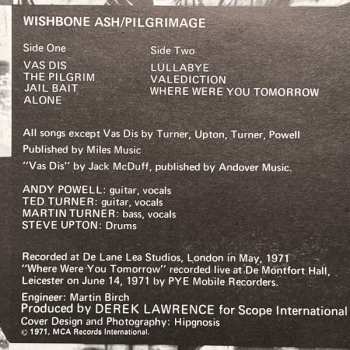 WISHBONE ASH/PILGRIMAGE
Side One
VAS DIS
THE PILGRIM
JAIL BAIT
ALONE
Side Two
LULLABYE
VALEDICTION
WHERE WERE YOU TOMORROW
All songs except Vas Dis by Turner, Upton, Turner, Powell
Published by Miles Music
"Vas Dis" by Jack McDuff, published by Andover Music.
ANDY POWELL: guitar, vocals
TED TURNER: guitar, vocals
MARTIN TURNER: bass, vocals
STEVE UPTON: Drums
Recorded at De Lane Lea Studios, London in May, 1971
"Where Were You Tomorrow" recorded live at De Montfort Hall,
Leicester on June 14, 1971 by PYE Mobile Recorders.
Engineer: Martin Birch
Produced by DEREK LAWRENCE for Scope International
Cover Design and Photography: Hipgnosis
© 1971, MCA Records International.